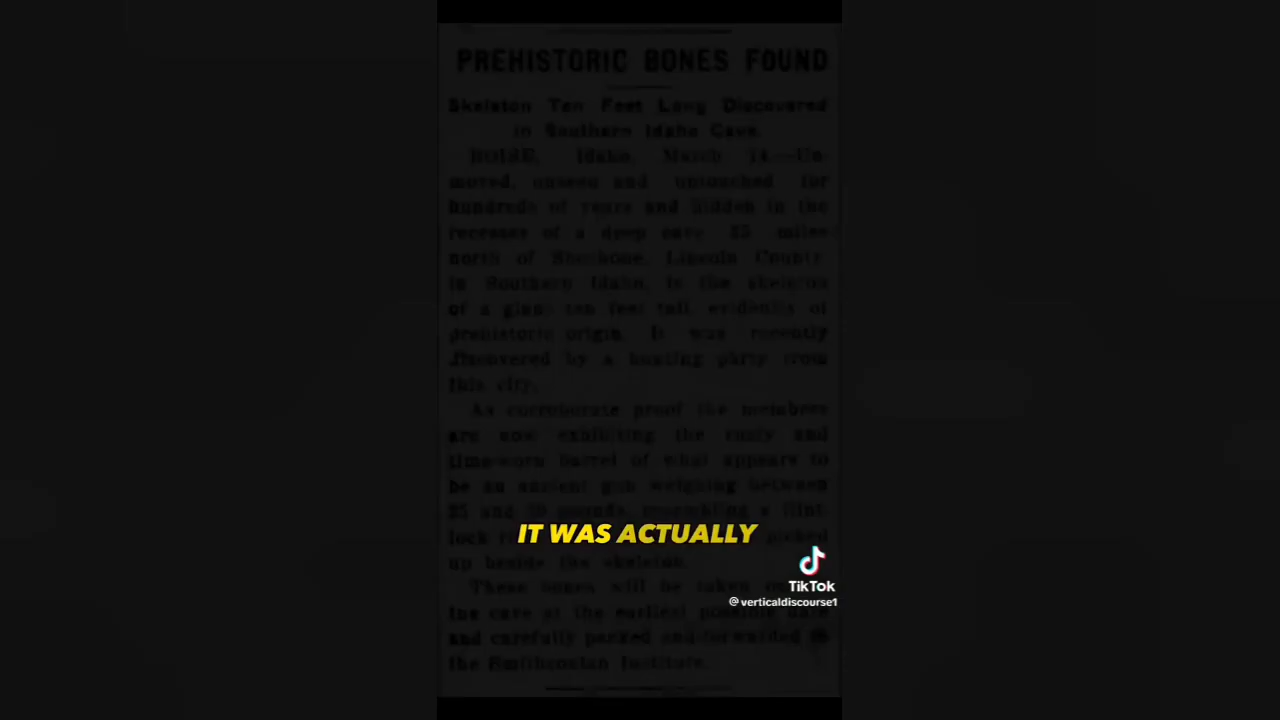 PREHISTORIC BONES FOUND
Skeleton Ten Feet Long Discovered
in Southern Idaho Cave.
BOISE, Idaho, March 14.—Un-
moved, unseen and untouched for
hundreds of years and hidden in the
recesses of a deep cave 35 miles
north of Shoshone, Lincoln County,
in Southern Idaho, is the skeleton
of a giant ten feet tall, evidently of
prehistoric origin. It was recently
discovered by a hunting party from
this city.
As corroborate proof the members
are now exhibiting the rusty and
time-worn barrel of what appears to
be an ancient gun weighing between
25 and pounds, resembling a flint-
lock picked
up beside the skeleton.
These bones will be taken
the cave at the earliest possible date
and carefully packed and forwarded to
the Smithsonian Institute.
IT WAS ACTUALLY
TikTok
@verticaldiscourse1